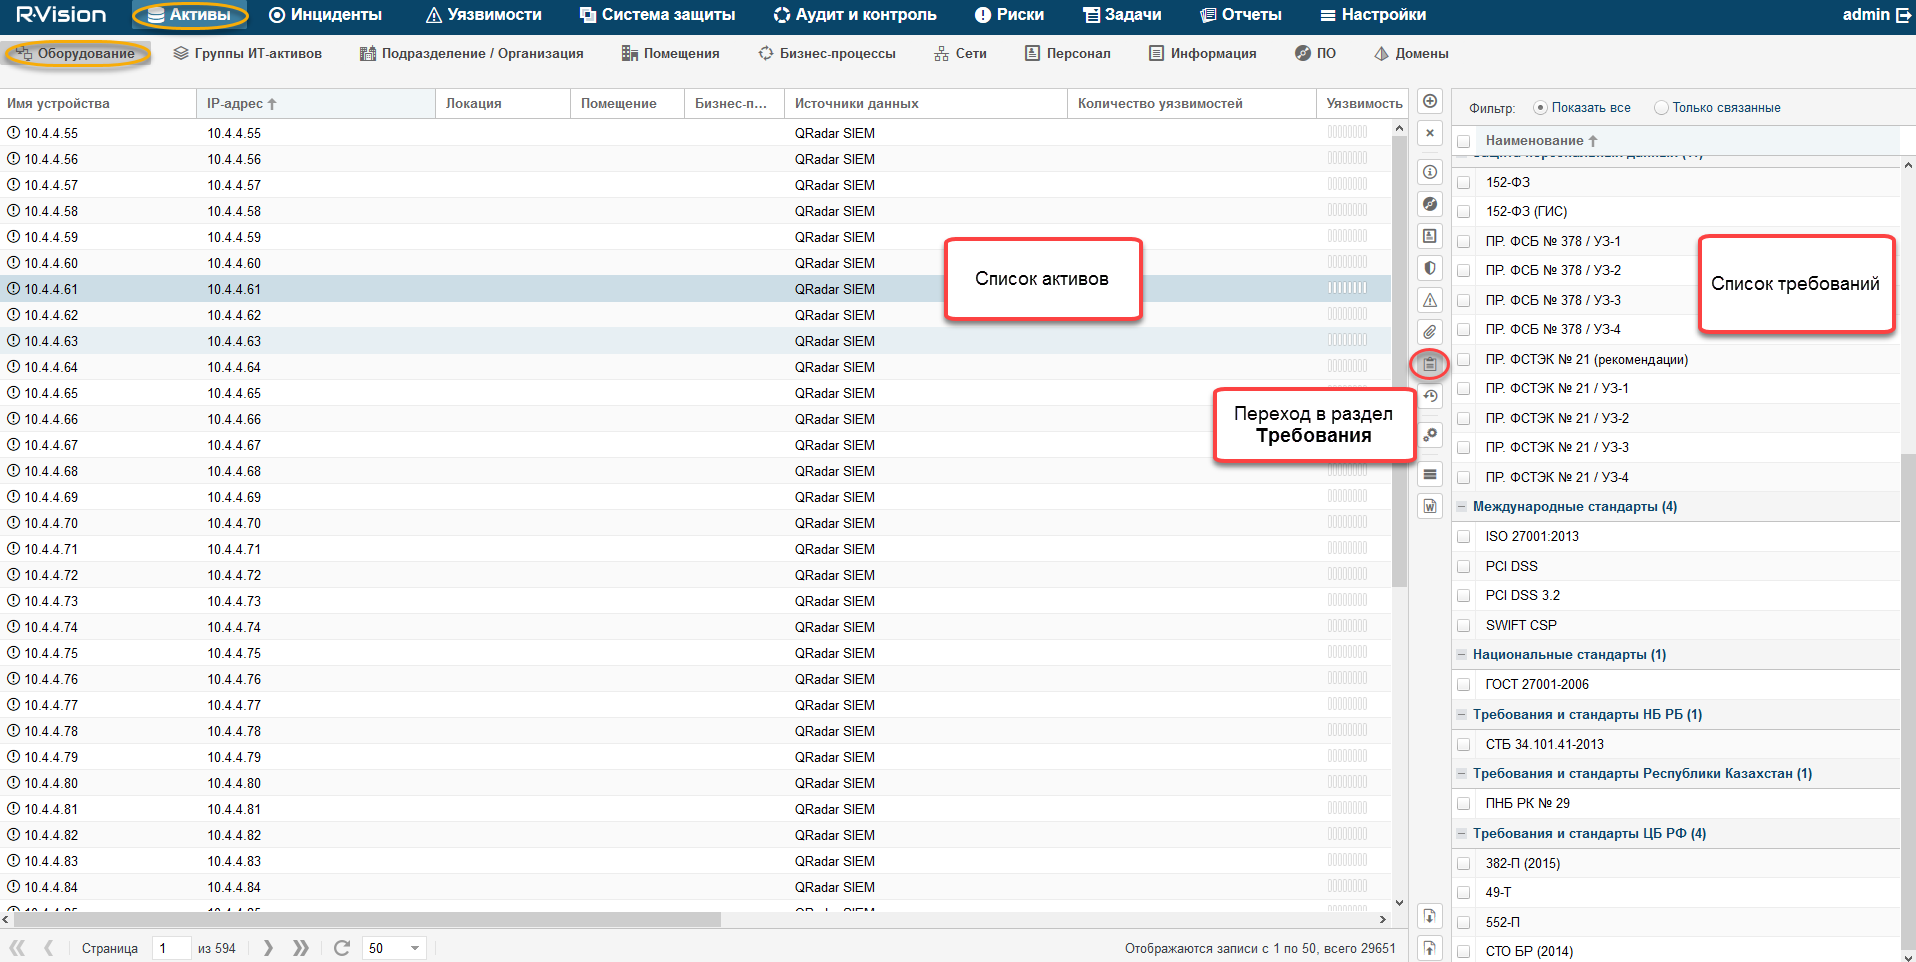 R-Vision
Активы
Инциденты
Уязвимости
Система защиты
Аудит и контроль
Риски
Задачи
Отчеты
Настройки
admin
Оборудование
Группы ИТ-активов
Подразделение / Организация
Помещения
Бизнес-процессы
Сети
Персонал
Информация
ПО
Домены
Имя устройства
IP-адрес
Локация
Помещение
Бизнес-п...
Источники данных
Количество уязвимостей
Уязвимость
10.4.4.55 10.4.4.55 QRadar SIEM
10.4.4.56 10.4.4.56 QRadar SIEM
10.4.4.57 10.4.4.57 QRadar SIEM
10.4.4.58 10.4.4.58 QRadar SIEM
10.4.4.59 10.4.4.59 QRadar SIEM
10.4.4.60 10.4.4.60 QRadar SIEM
10.4.4.61 10.4.4.61 QRadar SIEM
10.4.4.62 10.4.4.62 QRadar SIEM
10.4.4.63 10.4.4.63 QRadar SIEM
10.4.4.64 10.4.4.64 QRadar SIEM
10.4.4.65 10.4.4.65 QRadar SIEM
10.4.4.66 10.4.4.66 QRadar SIEM
10.4.4.67 10.4.4.67 QRadar SIEM
10.4.4.68 10.4.4.68 QRadar SIEM
10.4.4.69 10.4.4.69 QRadar SIEM
10.4.4.70 10.4.4.70 QRadar SIEM
10.4.4.71 10.4.4.71 QRadar SIEM
10.4.4.72 10.4.4.72 QRadar SIEM
10.4.4.73 10.4.4.73 QRadar SIEM
10.4.4.74 10.4.4.74 QRadar SIEM
10.4.4.75 10.4.4.75 QRadar SIEM
10.4.4.76 10.4.4.76 QRadar SIEM
10.4.4.77 10.4.4.77 QRadar SIEM
10.4.4.78 10.4.4.78 QRadar SIEM
10.4.4.79 10.4.4.79 QRadar SIEM
10.4.4.80 10.4.4.80 QRadar SIEM
10.4.4.81 10.4.4.81 QRadar SIEM
10.4.4.82 10.4.4.82 QRadar SIEM
10.4.4.83 10.4.4.83 QRadar SIEM
10.4.4.84 10.4.4.84 QRadar SIEM
Список активов
Переход в раздел
Требования
Страница 1 из 594
50
Отображаются записи с 1 по 50, всего 29651
Фильтр: Показать все Только связанные
Наименование
152-ФЗ
152-ФЗ (ГИС)
ПР. ФСБ № 378 / УЗ-1
ПР. ФСБ № 378 / УЗ-2
ПР. ФСБ № 378 / УЗ-3
ПР. ФСБ № 378 / УЗ-4
Список требований
ПР. ФСТЭК № 21 (рекомендации)
ПР. ФСТЭК № 21 / УЗ-1
ПР. ФСТЭК № 21 / УЗ-2
ПР. ФСТЭК № 21 / УЗ-3
ПР. ФСТЭК № 21 / УЗ-4
Международные стандарты (4)
ISO 27001:2013
PCI DSS
PCI DSS 3.2
SWIFT CSP
Национальные стандарты (1)
ГОСТ 27001-2006
Требования и стандарты НБ РБ (1)
СТБ 34.101.41-2013
Требования и стандарты Республики Казахстан (1)
ПНБ РК № 29
Требования и стандарты ЦБ РФ (4)
382-П (2015)
49-Т
552-П
СТО БР (2014)